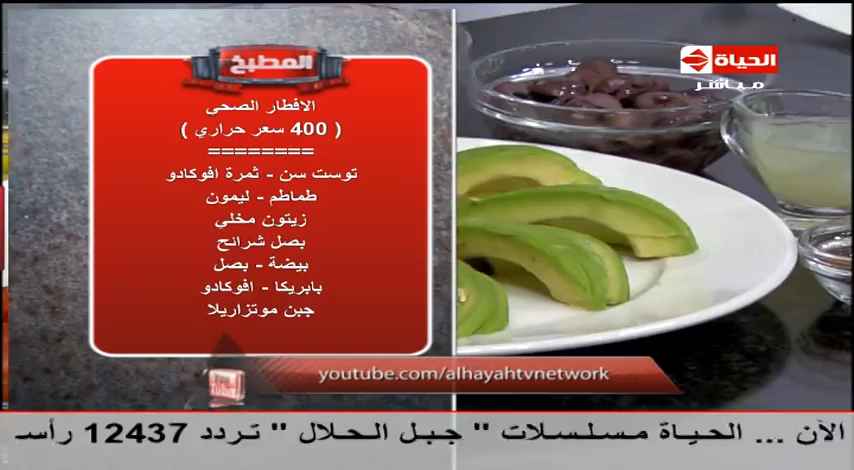 المطبخ
الافطار الصحي
( 400 سعر حراري )
========
توست سن - ثمرة افوكادو
طماطم - ليمون
زيتون مخلي
بصل شرائح
بيضة - بصل
بابريكا - افوكادو
جبن موتزاريلا
الحياة
مباشر
youtube.com/alhayahtvnetwork
الآن ... الحياة مسلسلات " جبل الحلال " تردد 12437 رأسـ